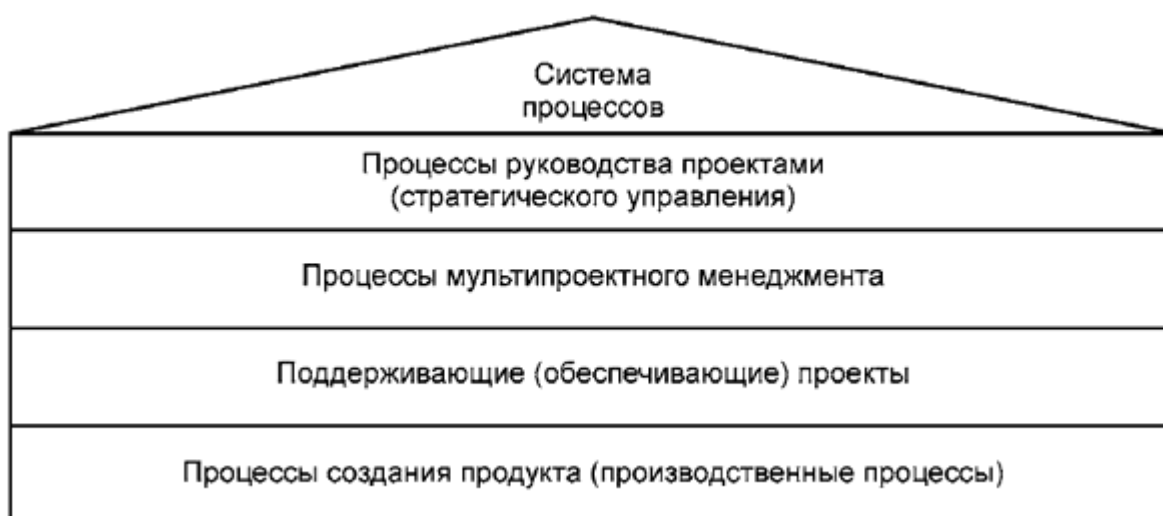 Система
процессов
Процессы руководства проектами
(стратегического управления)
Процессы мультипроектного менеджмента
Поддерживающие (обеспечивающие) проекты
Процессы создания продукта (производственные процессы)